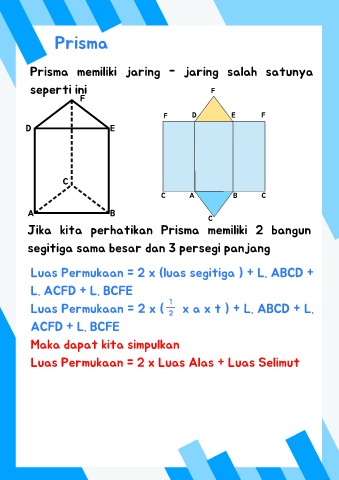 Prisma
Prisma memiliki jaring - jaring salah satunya
seperti ini
F
D E
C
A B
F
F D E F
C A B C
C
Jika kita perhatikan Prisma memiliki 2 bangun
segitiga sama besar dan 3 persegi panjang
Luas Permukaan = 2 x (luas segitiga ) + L. ABCD +
L. ACFD + L. BCFE
Luas Permukaan = 2 x ( 1/2 x a x t ) + L. ABCD + L.
ACFD + L. BCFE
Maka dapat kita simpulkan
Luas Permukaan = 2 x Luas Alas + Luas Selimut